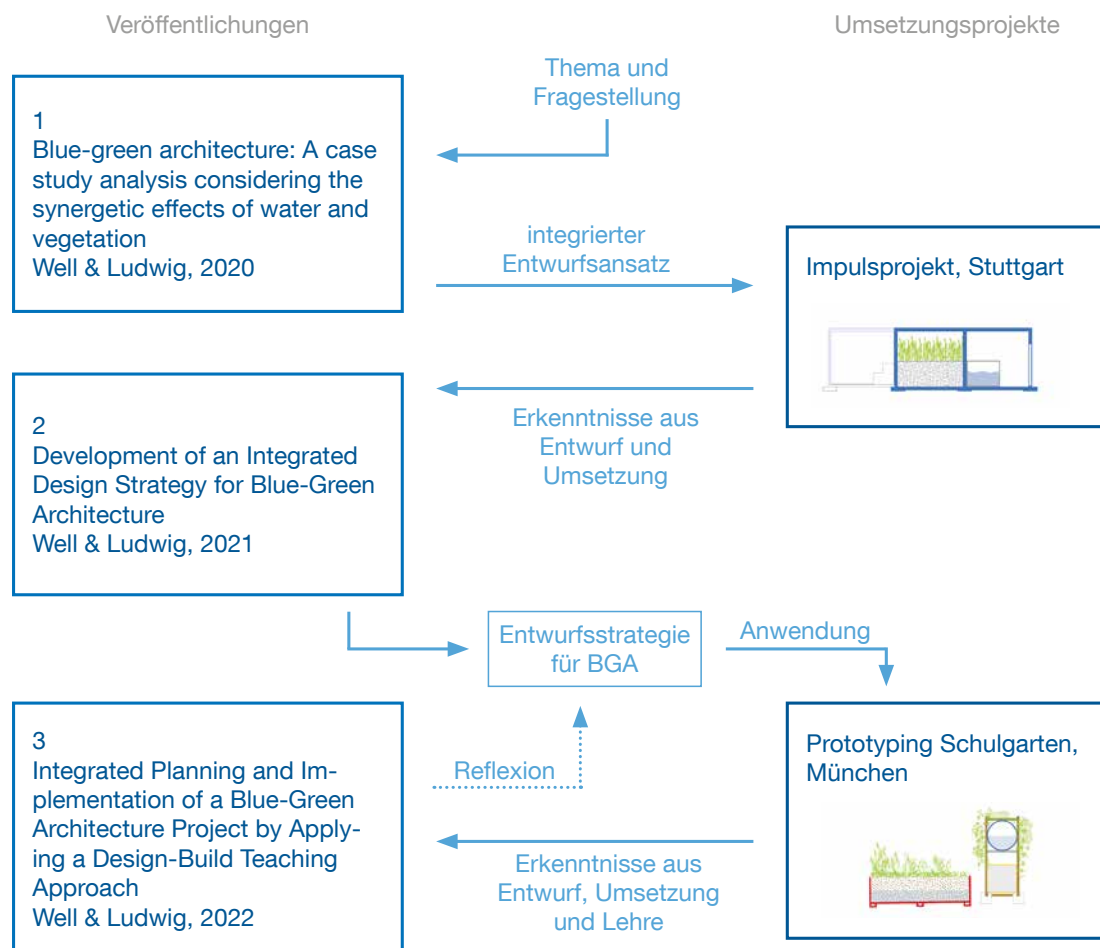 Veröffentlichungen
Umsetzungsprojekte
Thema und
Fragestellung
1
Blue-green architecture: A case
study analysis considering the
synergetic effects of water and
vegetation
Well & Ludwig, 2020
integrierter
Entwurfsansatz
Impulsprojekt, Stuttgart
Erkenntnisse aus
Entwurf und
Umsetzung
2
Development of an Integrated
Design Strategy for Blue-Green
Architecture
Well & Ludwig, 2021
Entwurfsstrategie
für BGA
Anwendung
3
Integrated Planning and Im-
plementation of a Blue-Green
Architecture Project by Apply-
ing a Design-Build Teaching
Approach
Well & Ludwig, 2022
Reflexion
Prototyping Schulgarten,
München
Erkenntnisse aus
Entwurf, Umsetzung
und Lehre